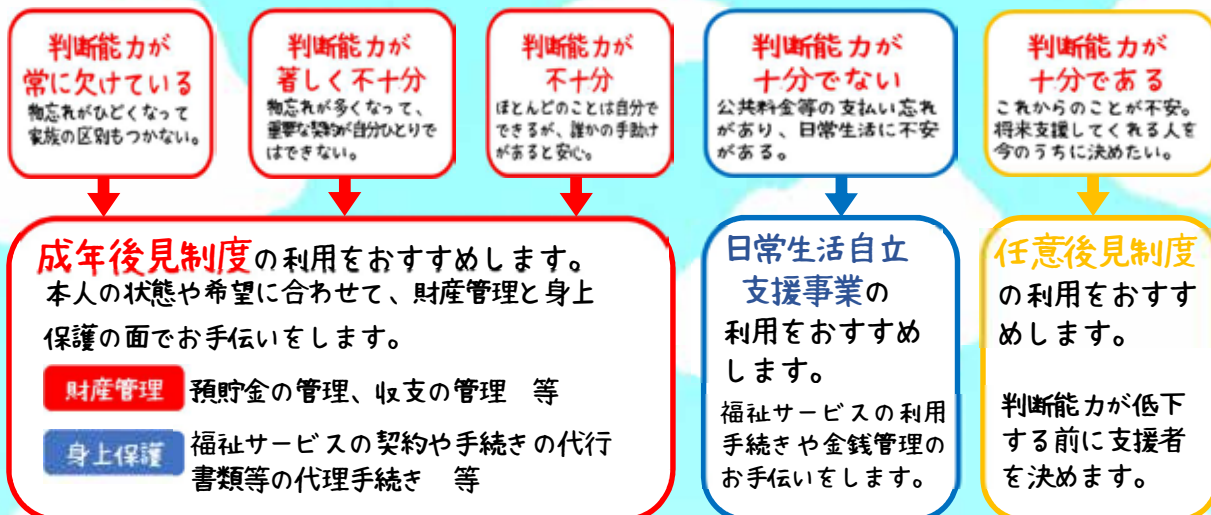 判断能力が
常に欠けている
物忘れがひどくなって
家族の区別もつかない。
判断能力が
著しく不十分
物忘れが多くなって、
重要な契約が自分ひとりで
はできない。
判断能力が
不十分
ほとんどのことは自分で
できるが、誰かの手助け
があると安心。
判断能力が
十分でない
公共料金等の支払い忘れ
があり、日常生活に不安
がある。
判断能力が
十分である
これからのことが不安。
将来支援してくれる人を
今のうちに決めたい。
成年後見制度の利用をおすすめします。
本人の状態や希望に合わせて、財産管理と身上
保護の面でお手伝いをします。
財産管理 預貯金の管理、収支の管理 等
身上保護 福祉サービスの契約や手続きの代行
書類等の代理手続き 等
日常生活自立
支援事業の
利用をおすすめ
します。
福祉サービスの利用
手続きや金銭管理の
お手伝いをします。
任意後見制度
の利用をおすす
めします。
判断能力が低下
する前に支援者
を決めます。